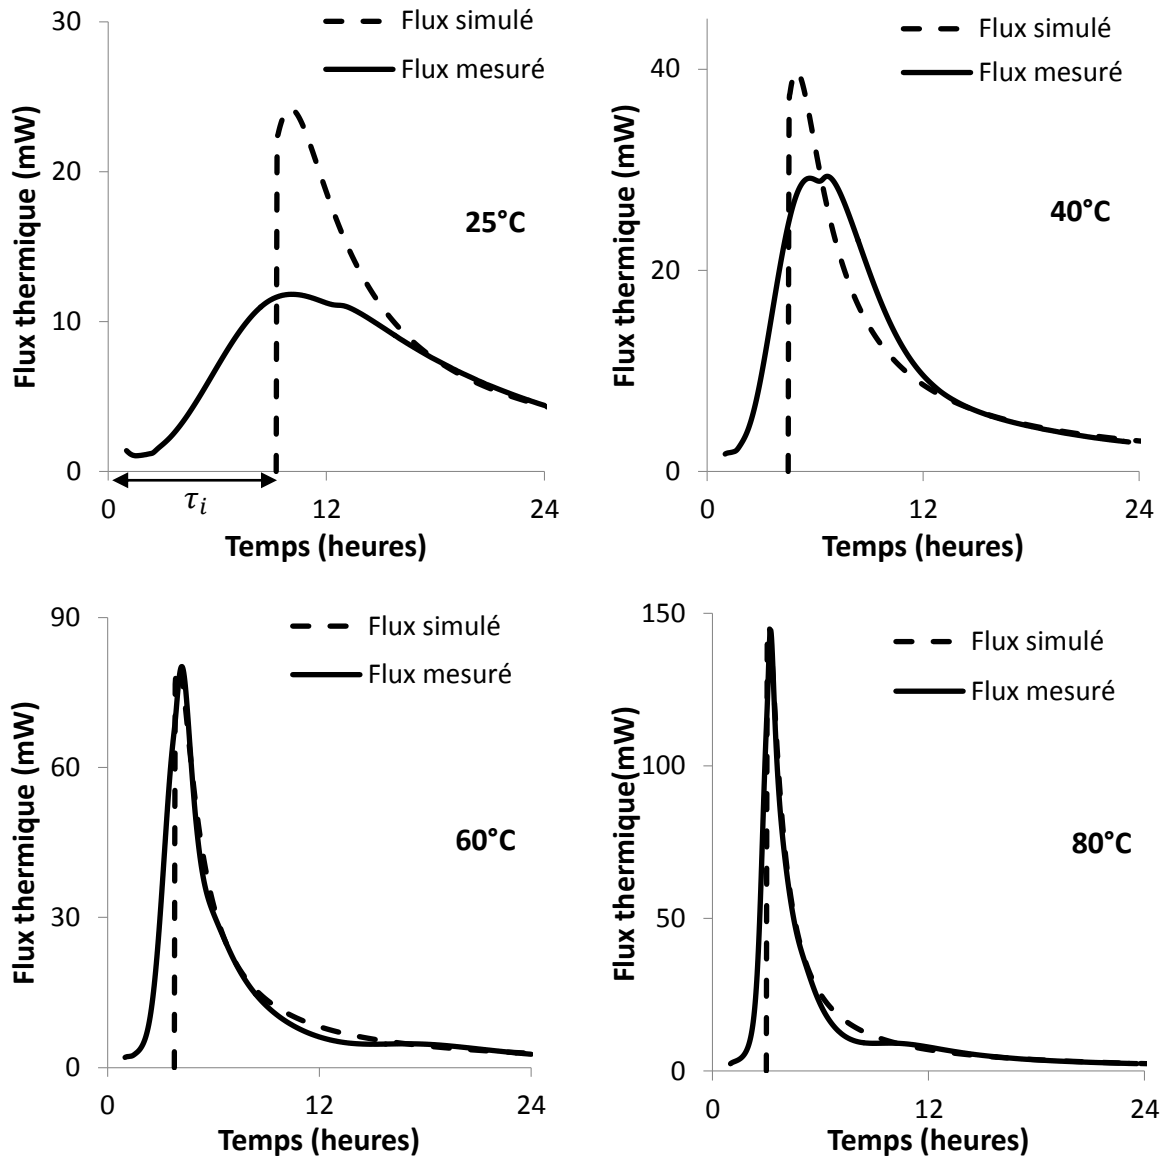 Flux thermique (mW)
30
20
10
0
Flux simulé
Flux mesuré
25°C
τᵢ
0
12
24
Temps (heures)
Flux thermique (mW)
40
20
0
Flux simulé
Flux mesuré
40°C
0
12
24
Temps (heures)
Flux thermique (mW)
90
60
30
0
Flux simulé
Flux mesuré
60°C
0
12
24
Temps (heures)
Flux thermique(mW)
150
100
50
0
Flux simulé
Flux mesuré
80°C
0
12
24
Temps (heures)